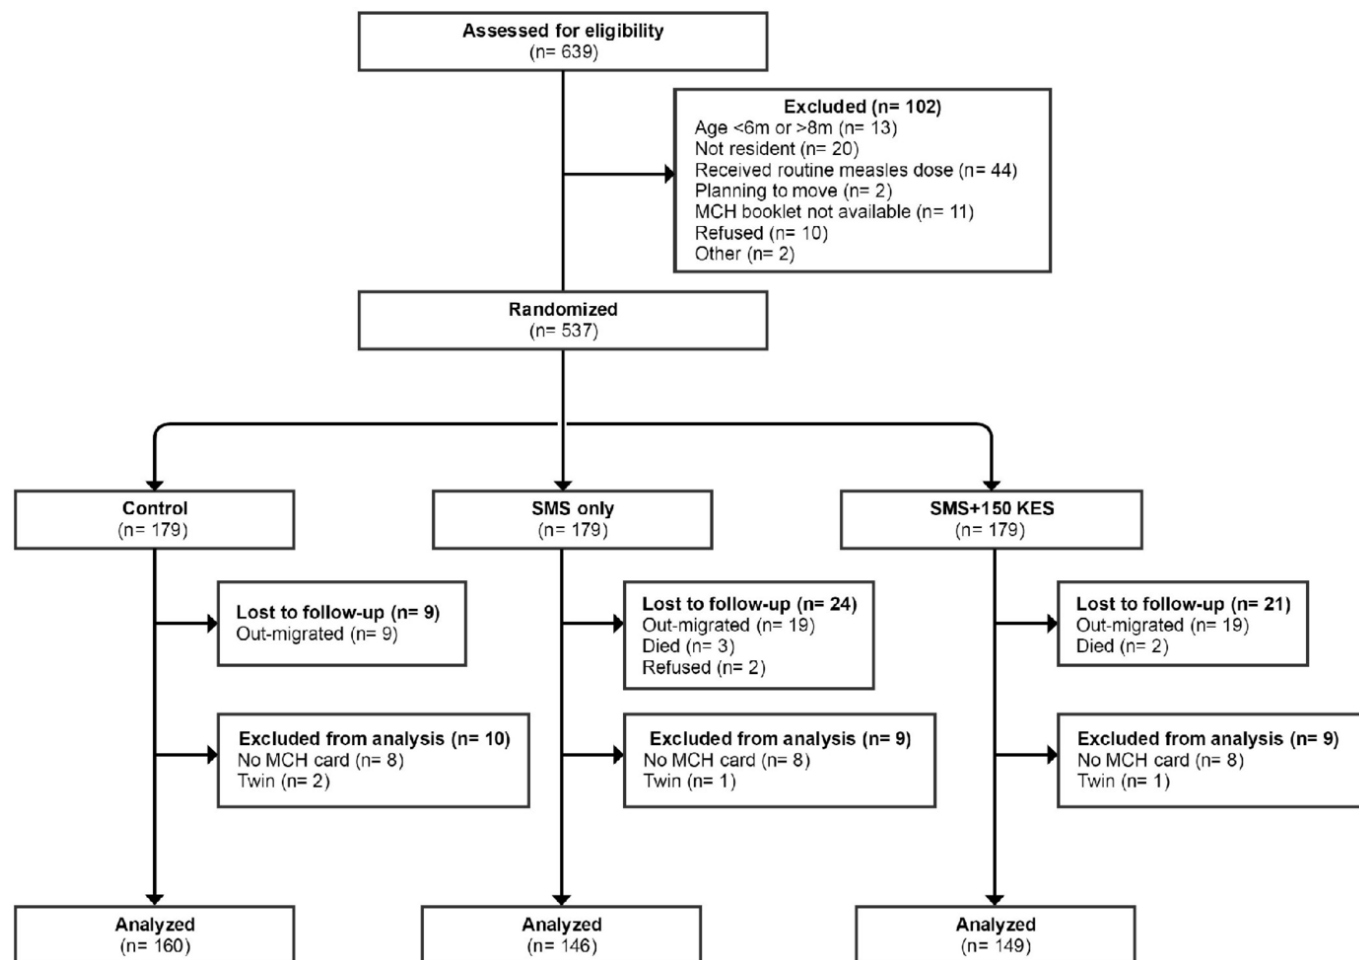 Assessed for eligibility
(n= 639)
Excluded (n= 102)
Age <6m or >8m (n= 13)
Not resident (n= 20)
Received routine measles dose (n= 44)
Planning to move (n= 2)
MCH booklet not available (n= 11)
Refused (n= 10)
Other (n= 2)
Randomized
(n= 537)
Control
(n= 179)
SMS only
(n= 179)
SMS+150 KES
(n= 179)
Lost to follow-up (n= 9)
Out-migrated (n= 9)
Lost to follow-up (n= 24)
Out-migrated (n= 19)
Died (n= 3)
Refused (n= 2)
Lost to follow-up (n= 21)
Out-migrated (n= 19)
Died (n= 2)
Excluded from analysis (n= 10)
No MCH card (n= 8)
Twin (n= 2)
Excluded from analysis (n= 9)
No MCH card (n= 8)
Twin (n= 1)
Excluded from analysis (n= 9)
No MCH card (n= 8)
Twin (n= 1)
Analyzed
(n= 160)
Analyzed
(n= 146)
Analyzed
(n= 149)